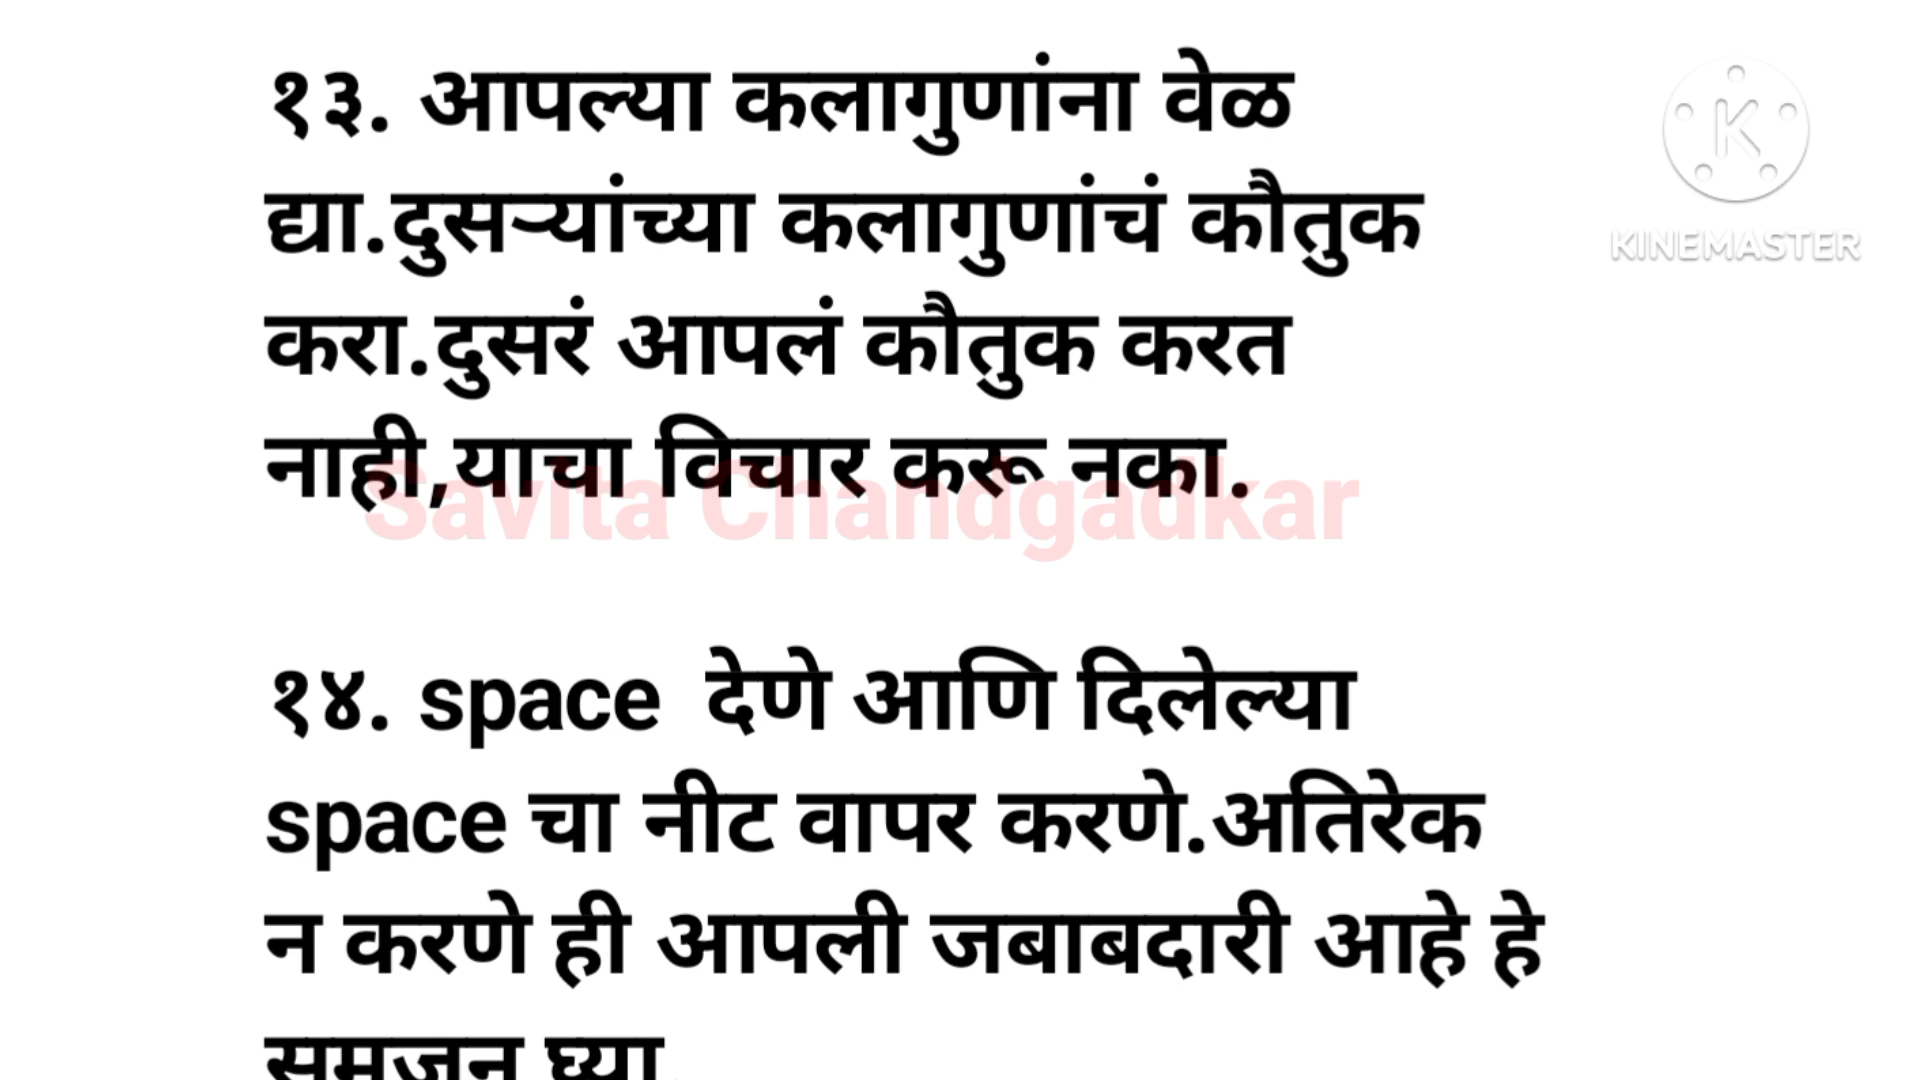 १३. आपल्या कलागुणांना वेळ
द्या.दुसऱ्यांच्या कलागुणांचं कौतुक
करा.दुसरं आपलं कौतुक करत
नाही,याचा विचार करू नका.
Savita Chandgadkar
१४. space देणे आणि दिलेल्या
space चा नीट वापर करणे.अतिरेक
न करणे ही आपली जबाबदारी आहे हे
समजून घ्या.
K
KINEMASTER